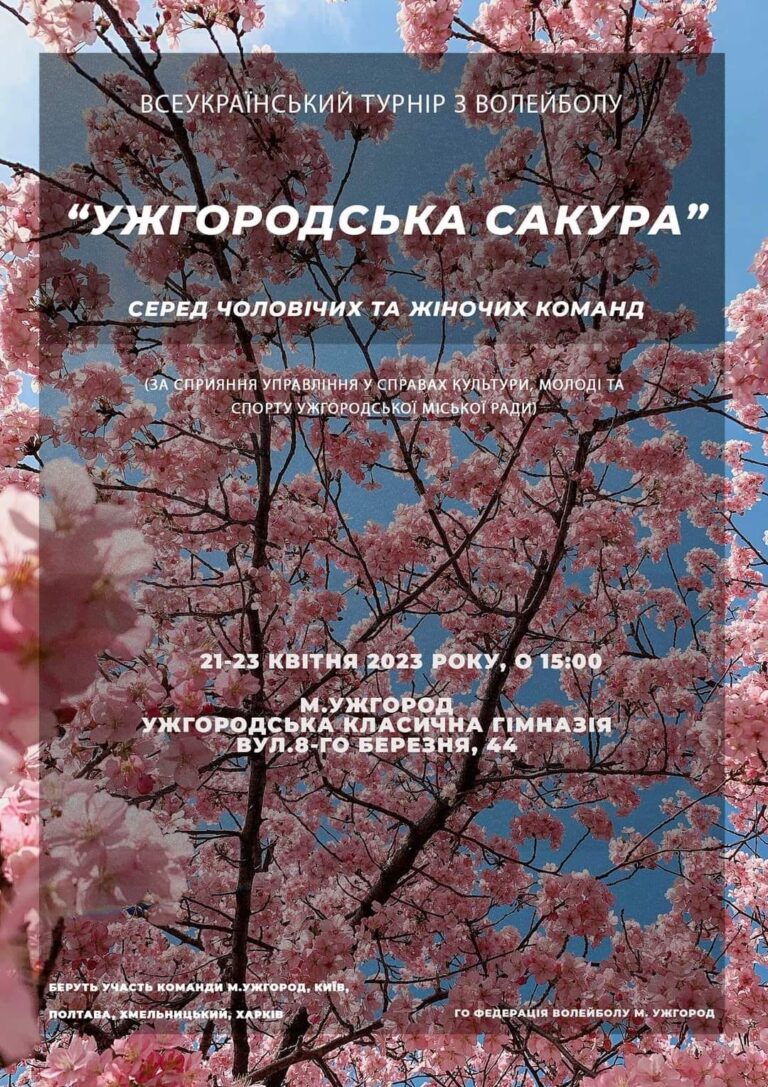 ВСЕУКРАЇНСЬКИЙ ТУРНІР З ВОЛЕЙБОЛУ
“УЖГОРОДСЬКА САКУРА”
СЕРЕД ЧОЛОВІЧИХ ТА ЖІНОЧИХ КОМАНД
(ЗА СПРИЯННЯ УПРАВЛІННЯ У СПРАВАХ КУЛЬТУРИ, МОЛОДІ ТА
СПОРТУ УЖГОРОДСЬКОЇ МІСЬКОЇ РАДИ)
21-23 КВІТНЯ 2023 РОКУ, О 15:00
М.УЖГОРОД
УЖГОРОДСЬКА КЛАСИЧНА ГІМНАЗІЯ
ВУЛ.8-ГО БЕРЕЗНЯ, 44
БЕРУТЬ УЧАСТЬ КОМАНДИ М.УЖГОРОД, КИЇВ,
ПОЛТАВА, ХМЕЛЬНИЦЬКИЙ, ХАРКІВ
ГО ФЕДЕРАЦІЯ ВОЛЕЙБОЛУ М. УЖГОРОД